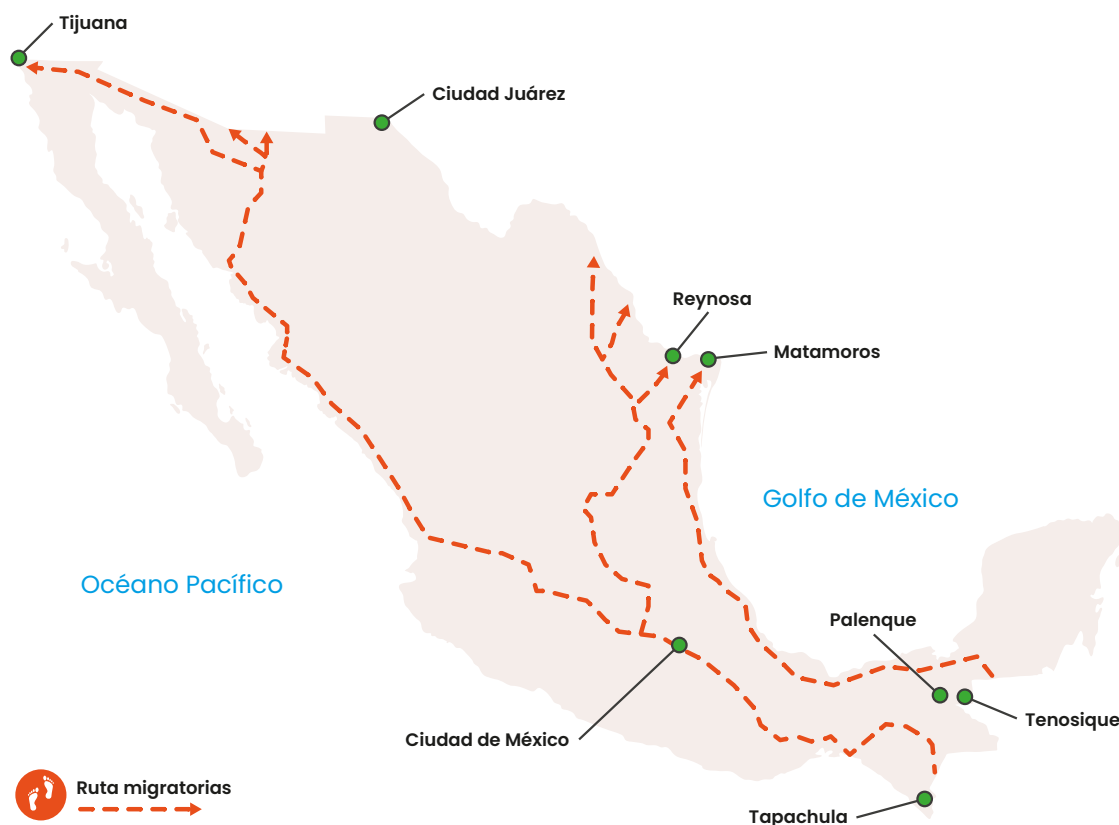 Tijuana
Ciudad Juárez
Reynosa
Matamoros
Golfo de México
Océano Pacífico
Palenque
Tenosique
Ciudad de México
Ruta migratorias
Tapachula